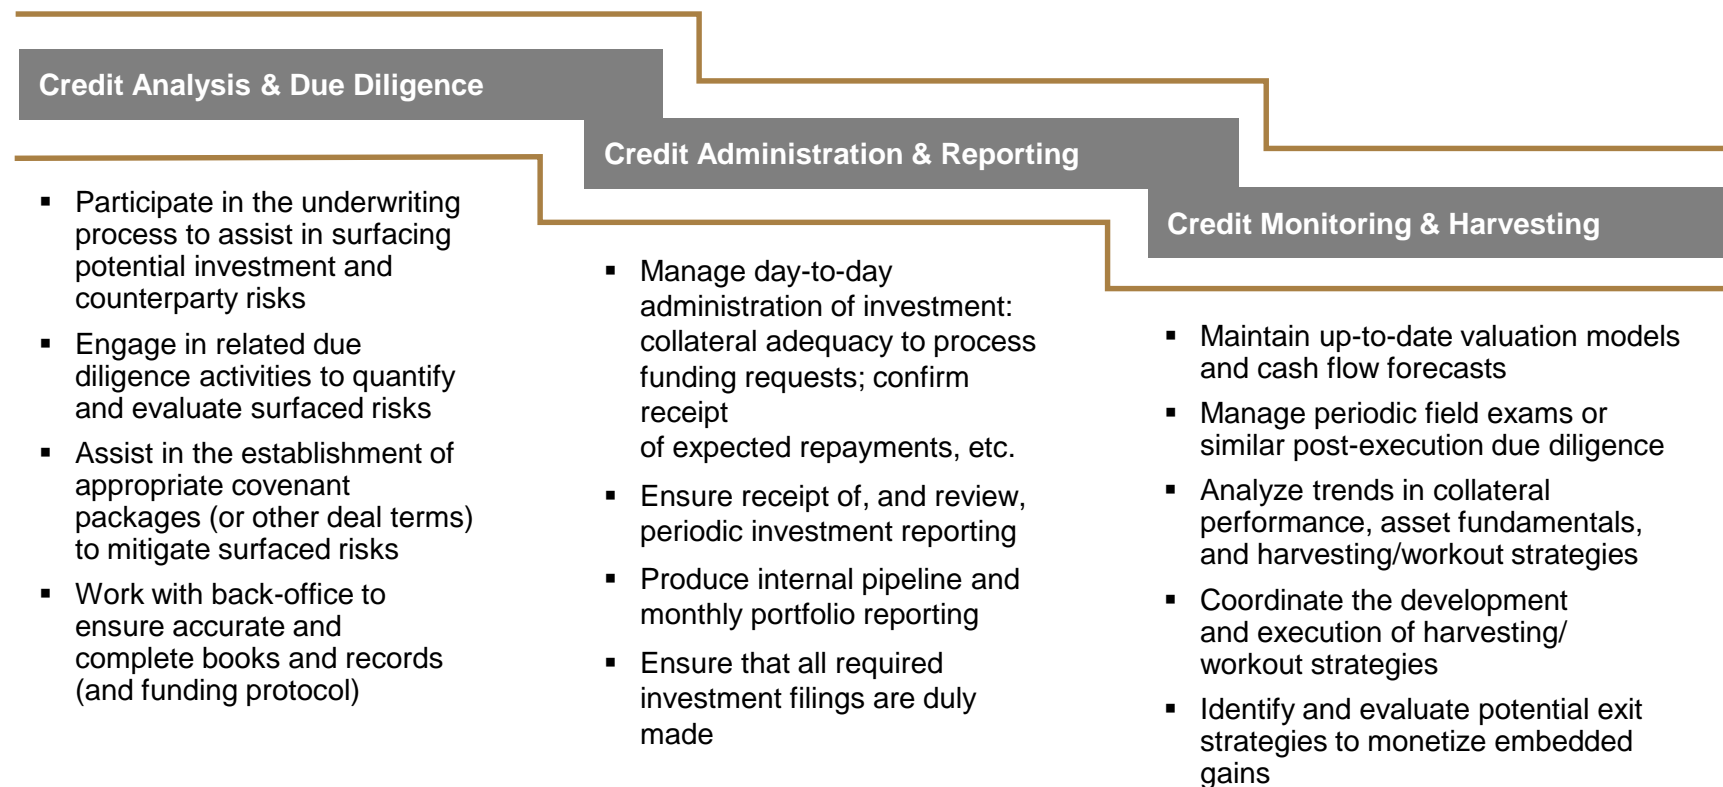 Credit Analysis & Due Diligence
▪ Participate in the underwriting
process to assist in surfacing
potential investment and
counterparty risks
▪ Engage in related due
diligence activities to quantify
and evaluate surfaced risks
▪ Assist in the establishment of
appropriate covenant
packages (or other deal terms)
to mitigate surfaced risks
▪ Work with back-office to
ensure accurate and
complete books and records
(and funding protocol)
Credit Administration & Reporting
▪ Manage day-to-day
administration of investment:
collateral adequacy to process
funding requests; confirm
receipt
of expected repayments, etc.
▪ Ensure receipt of, and review,
periodic investment reporting
▪ Produce internal pipeline and
monthly portfolio reporting
▪ Ensure that all required
investment filings are duly
made
Credit Monitoring & Harvesting
▪ Maintain up-to-date valuation models
and cash flow forecasts
▪ Manage periodic field exams or
similar post-execution due diligence
▪ Analyze trends in collateral
performance, asset fundamentals,
and harvesting/workout strategies
▪ Coordinate the development
and execution of harvesting/
workout strategies
▪ Identify and evaluate potential exit
strategies to monetize embedded
gains